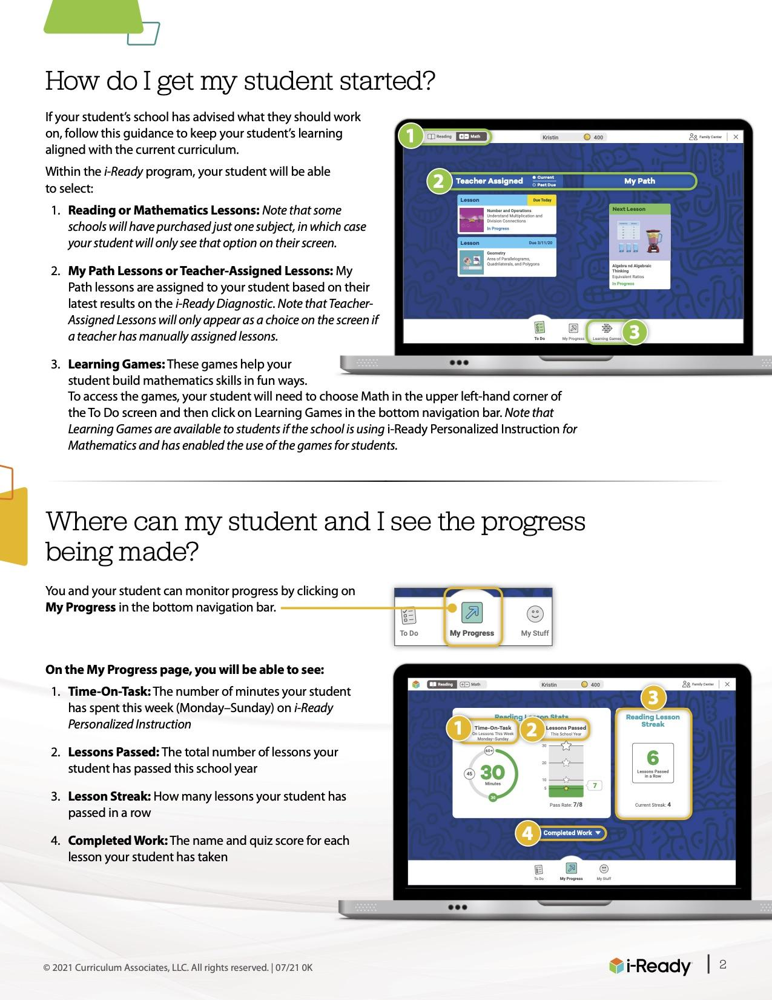 How do I get my student started?
If your student’s school has advised what they should work
on, follow this guidance to keep your student’s learning
aligned with the current curriculum.
Within the i-Ready program, your student will be able
to select:
1. Reading or Mathematics Lessons: Note that some
schools will have purchased just one subject, in which case
your student will only see that option on their screen.
2. My Path Lessons or Teacher-Assigned Lessons: My
Path lessons are assigned to your student based on their
latest results on the i-Ready Diagnostic. Note that Teacher-
Assigned Lessons will only appear as a choice on the screen if
a teacher has manually assigned lessons.
3. Learning Games: These games help your
student build mathematics skills in fun ways.
To access the games, your student will need to choose Math in the upper left-hand corner of
the To Do screen and then click on Learning Games in the bottom navigation bar. Note that
Learning Games are available to students if the school is using i-Ready Personalized Instruction for
Mathematics and has enabled the use of the games for students.
1 Reading Math Kristin 400 Family Center
2 Teacher Assigned Current Past Due My Path
Lesson Due Today
Number and Operations
Understand Multiplication and
Division Connections
In Progress
Lesson Due 3/11/20
Geometry
Area of Parallelograms,
Quadrilaterals, and Polygons
Next Lesson
Algebra nd Algebraic
Thinking
Equivalent Ratios
In Progress
To Do My Progress Learning Games 3
Where can my student and I see the progress
being made?
You and your student can monitor progress by clicking on
My Progress in the bottom navigation bar.
To Do My Progress My Stuff
On the My Progress page, you will be able to see:
1. Time-On-Task: The number of minutes your student
has spent this week (Monday–Sunday) on i-Ready
Personalized Instruction
2. Lessons Passed: The total number of lessons your
student has passed this school year
3. Lesson Streak: How many lessons your student has
passed in a row
4. Completed Work: The name and quiz score for each
lesson your student has taken
Reading Math Kristin 400 Family Center
Reading Lesson Stats
1 Time-On-Task
On Lessons This Week
Monday–Sunday
60+
45
30
Minutes
30
2 Lessons Passed
This School Year
30
20
10
5
7
Pass Rate: 7/8
3
Reading Lesson
Streak
6
Lessons Passed
in a Row
Current Streak: 4
4 Completed Work
To Do My Progress My Stuff
© 2021 Curriculum Associates, LLC. All rights reserved. | 07/21 0K
i-Ready | 2